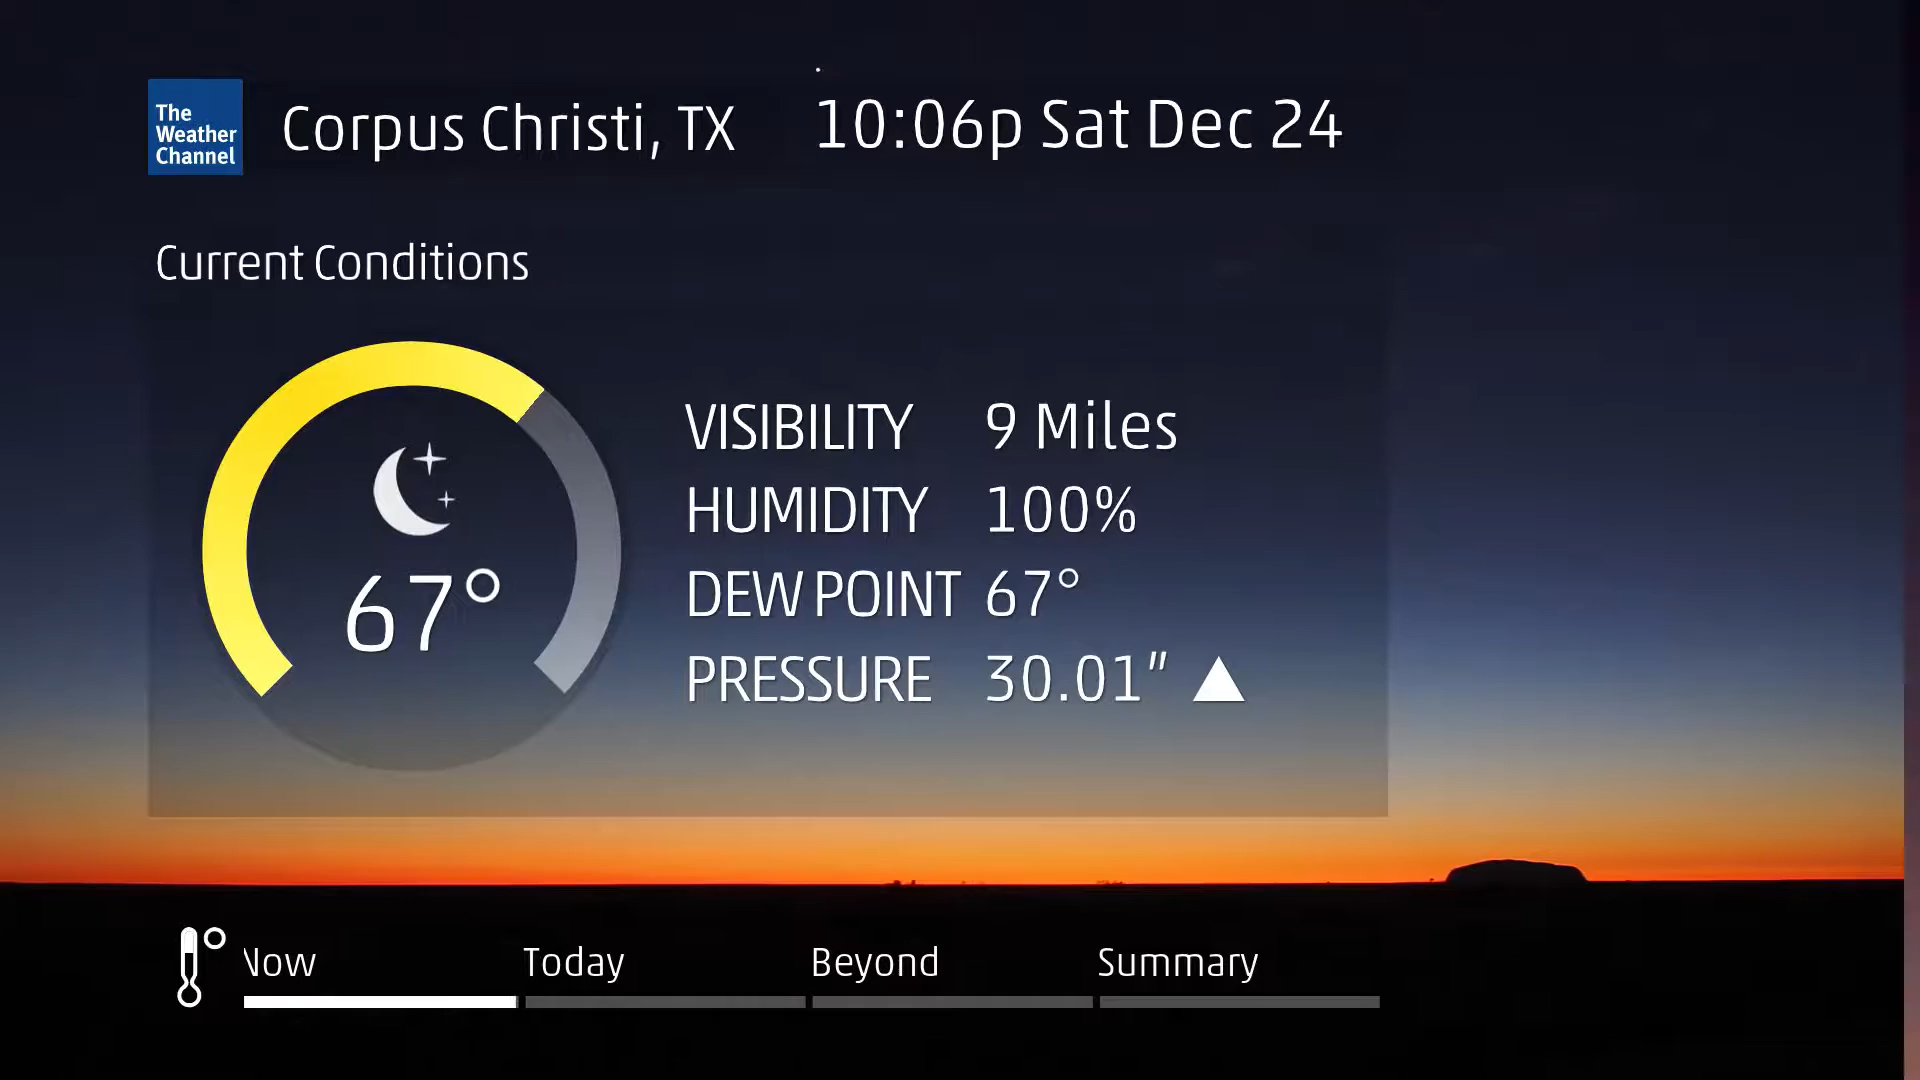 The
Weather
Channel
Corpus Christi, TX
10:06p Sat Dec 24
Current Conditions
67°
VISIBILITY 9 Miles
HUMIDITY 100%
DEW POINT 67°
PRESSURE 30.01" ▲
Now
Today
Beyond
Summary